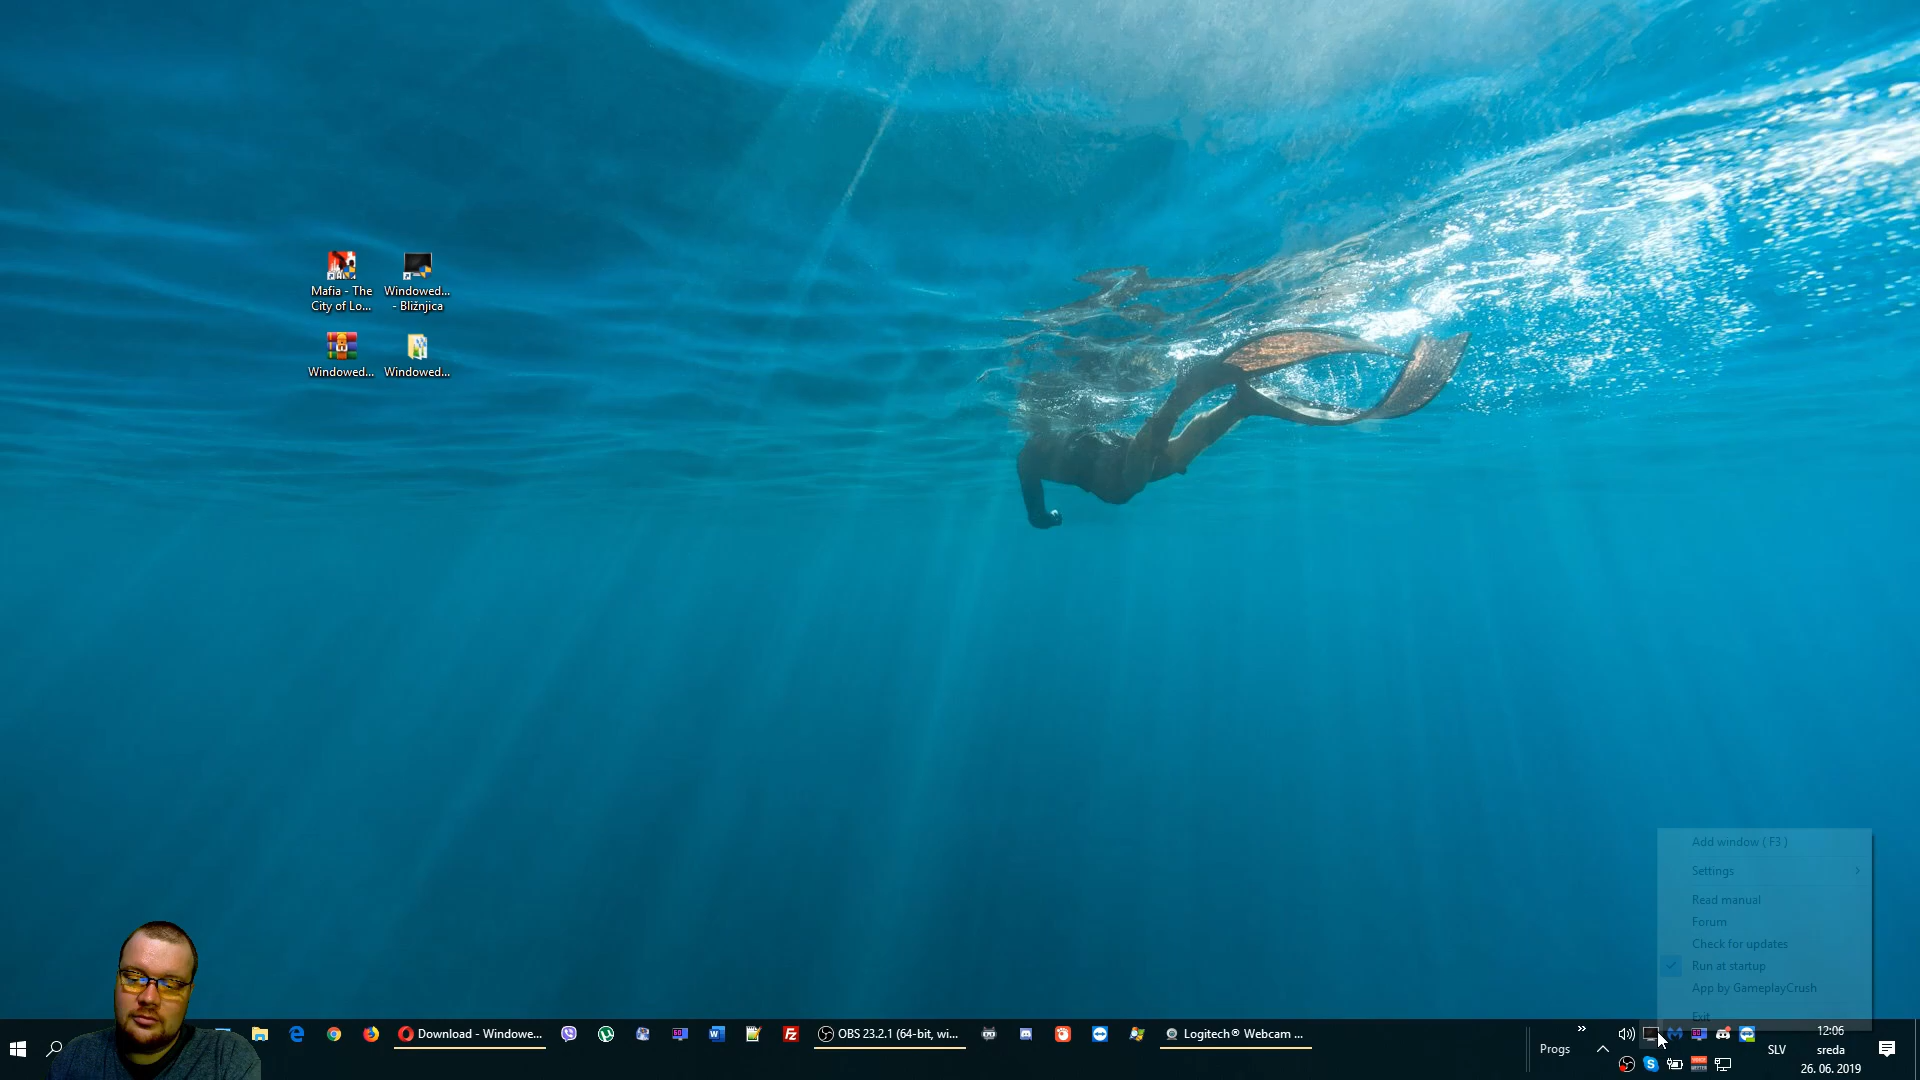 Mafia - The
City of Lo...
Windowed...
- Bližnjica
Windowed...
Windowed...
Add window ( F3 )
Settings
Read manual
Forum
Check for updates
Run at startup
App by GameplayCrush
Exit
Download - Windowe...
OBS 23.2.1 (64-bit, wi...
Logitech® Webcam ...
Progs
SLV
12:06
sreda
26. 06. 2019